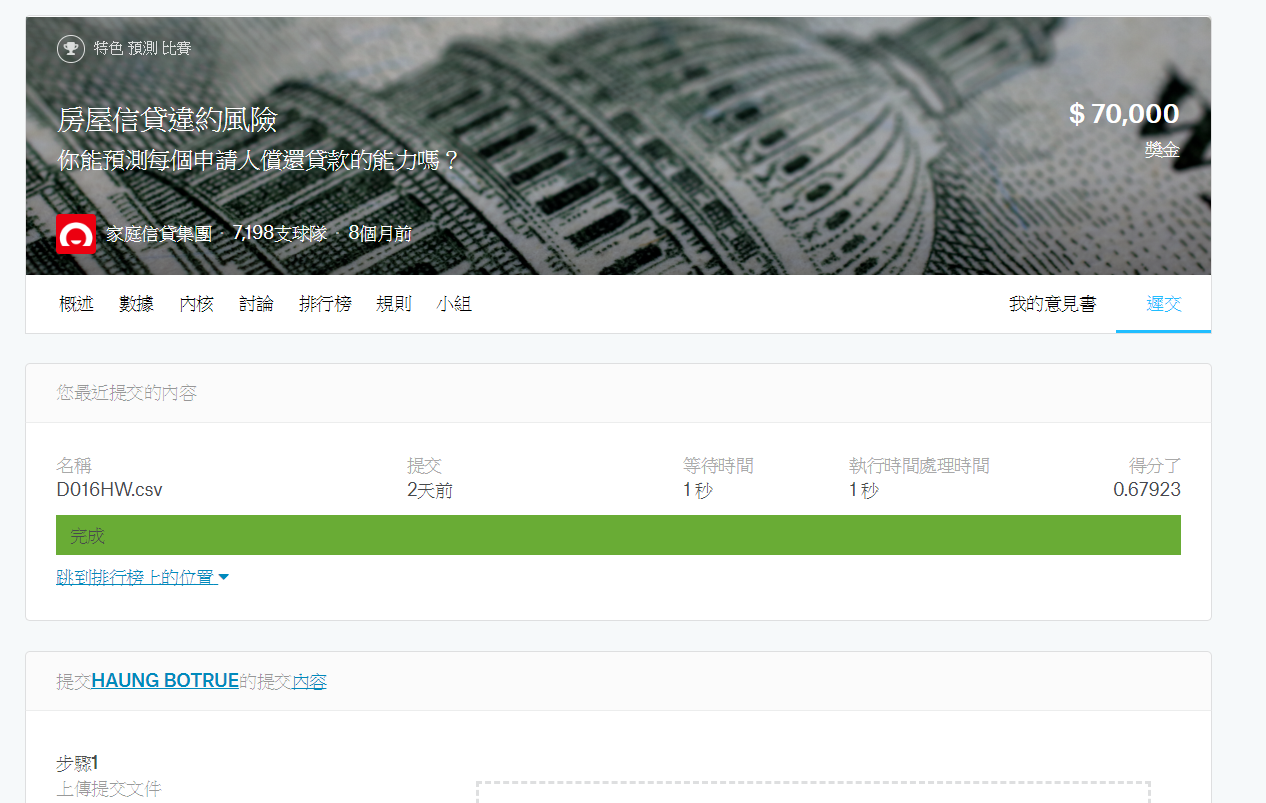 特色 預測 比賽
房屋信貸違約風險
$ 70,000
你能預測每個申請人償還貸款的能力嗎？
獎金
家庭信貸集團 7,198支球隊 · 8個月前
概述 數據 內核 討論 排行榜 規則 小組 我的意見書 遲交
您最近提交的內容
名稱 提交 等待時間 執行時間處理時間 得分了
D016HW.csv 2天前 1 秒 1 秒 0.67923
完成
跳到排行榜上的位置
提交HAUNG BOTRUE的提交內容
步驟1
上傳提交文件